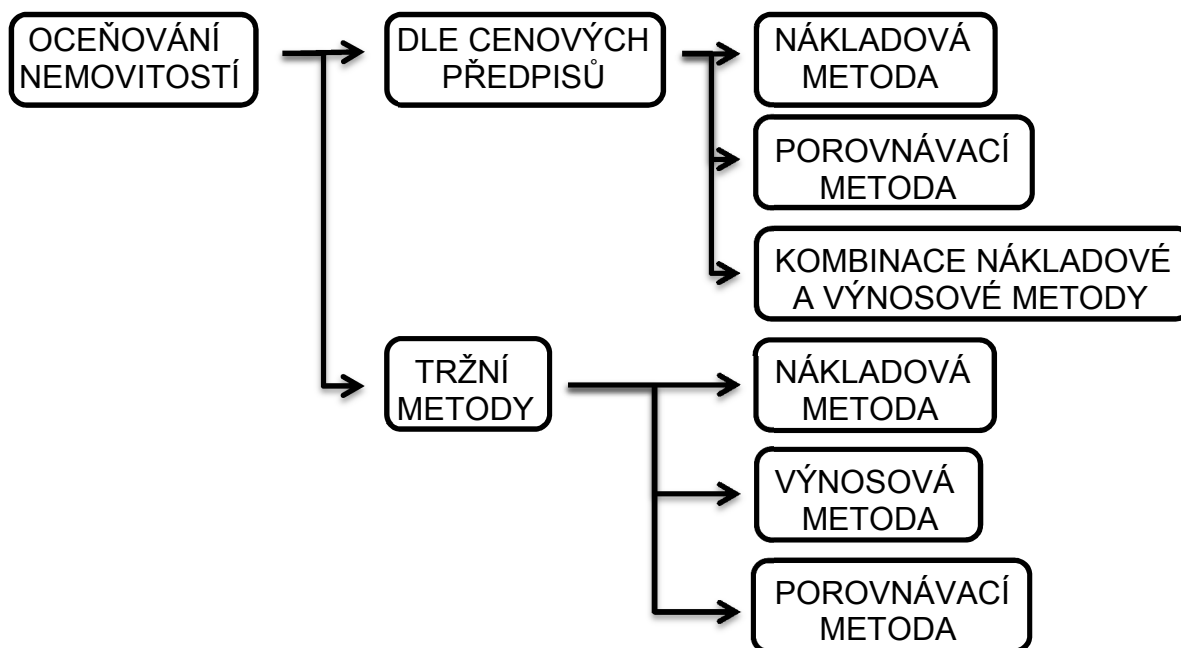 OCEŇOVÁNÍ
NEMOVITOSTÍ
DLE CENOVÝCH
PŘEDPISŮ
NÁKLADOVÁ
METODA
POROVNÁVACÍ
METODA
KOMBINACE NÁKLADOVÉ
A VÝNOSOVÉ METODY
TRŽNÍ
METODY
NÁKLADOVÁ
METODA
VÝNOSOVÁ
METODA
POROVNÁVACÍ
METODA